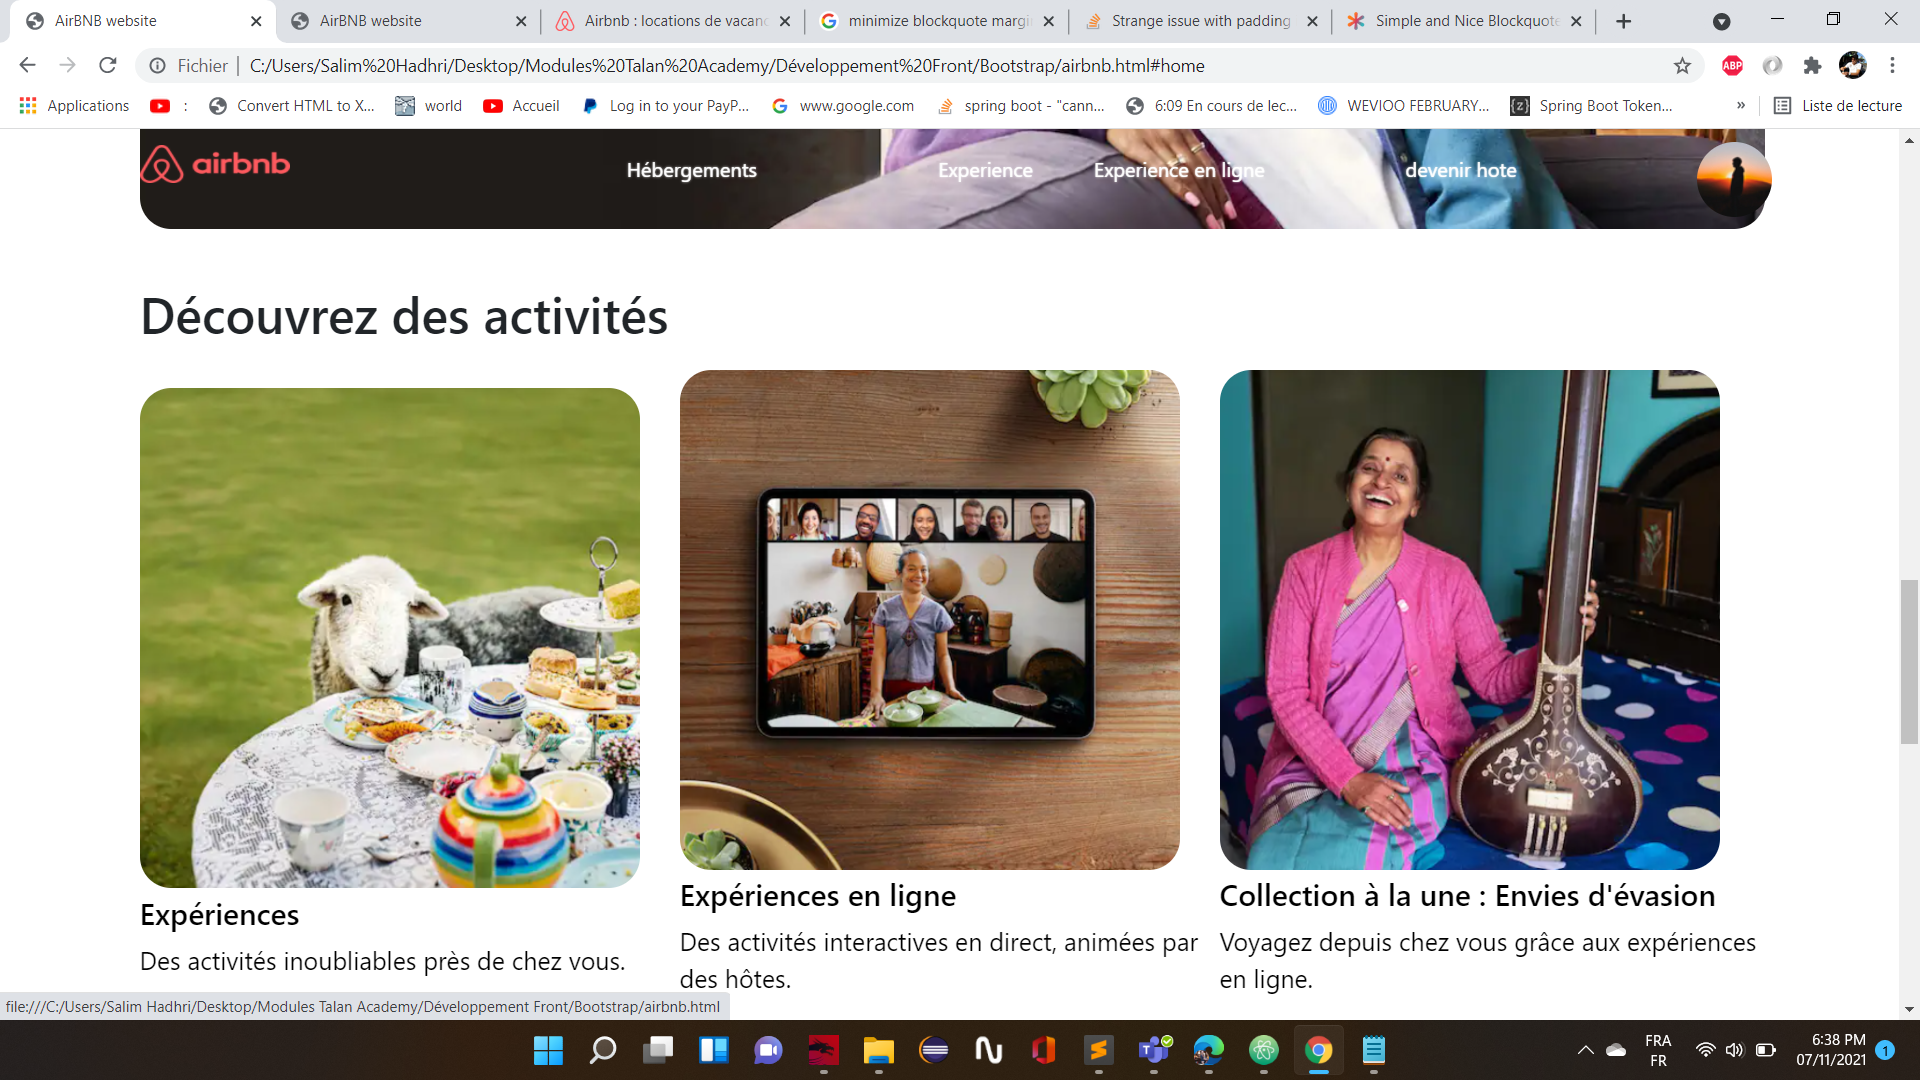 AirBNB website
AirBNB website
Airbnb : locations de vacanc
minimize blockquote margi
Strange issue with padding
Simple and Nice Blockquote
Fichier
C:/Users/Salim%20Hadhri/Desktop/Modules%20Talan%20Academy/Développement%20Front/Bootstrap/airbnb.html#home
ABP
Applications
:
Convert HTML to X...
world
Accueil
Log in to your PayP...
www.google.com
spring boot - "cann...
6:09 En cours de lec...
WEVIOO FEBRUARY...
Spring Boot Token...
»
Liste de lecture
airbnb
Hébergements
Experience
Experience en ligne
devenir hote
Découvrez des activités
Expériences
Des activités inoubliables près de chez vous.
Expériences en ligne
Des activités interactives en direct, animées par
des hôtes.
Collection à la une : Envies d'évasion
Voyagez depuis chez vous grâce aux expériences
en ligne.
file:///C:/Users/Salim Hadhri/Desktop/Modules Talan Academy/Développement Front/Bootstrap/airbnb.html
FRA
FR
6:38 PM
07/11/2021
1